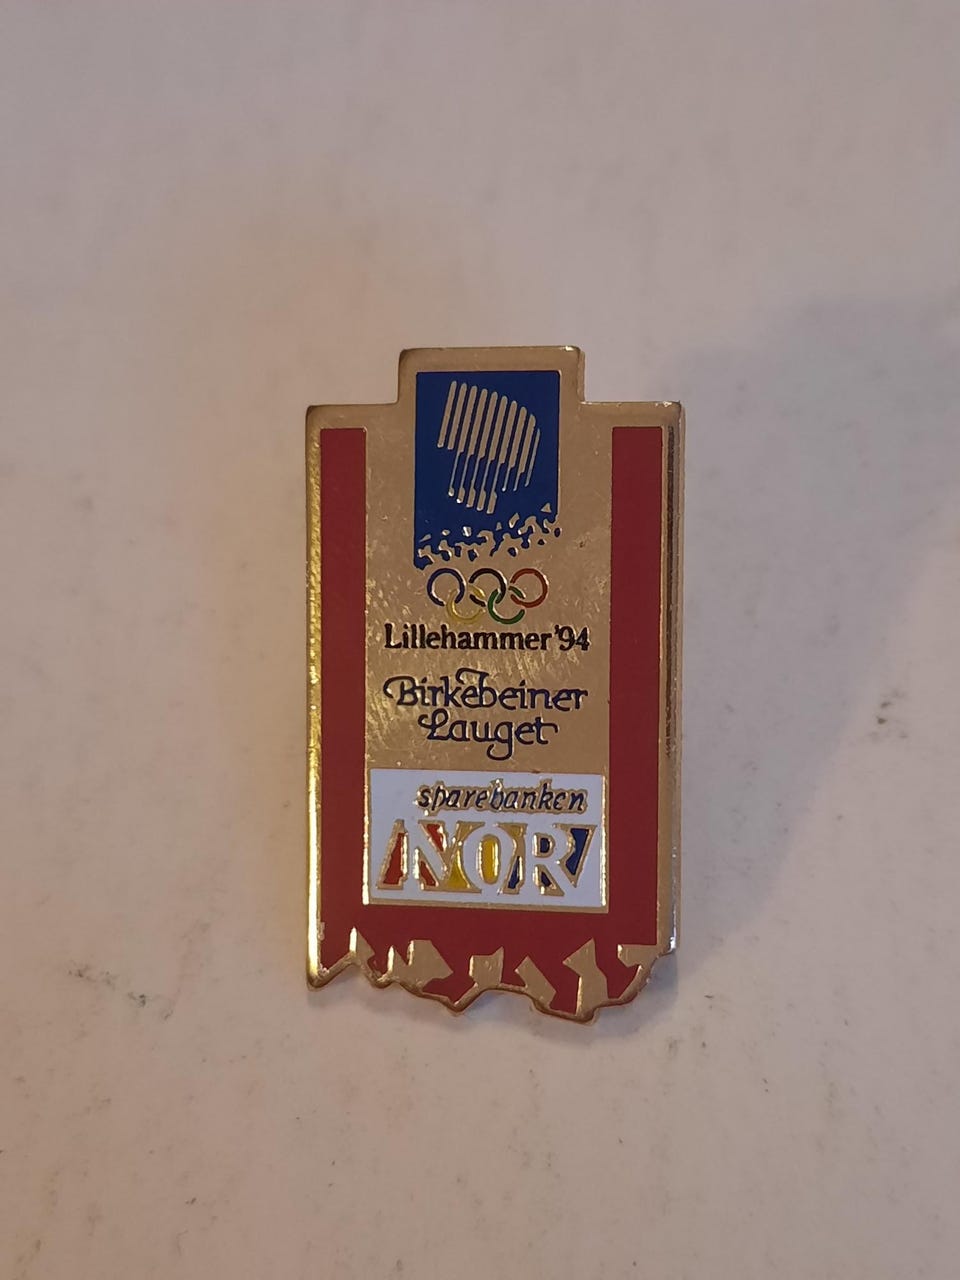 Lillehammer '94
Birkebeiner
Lauget
sparebanken
NOR